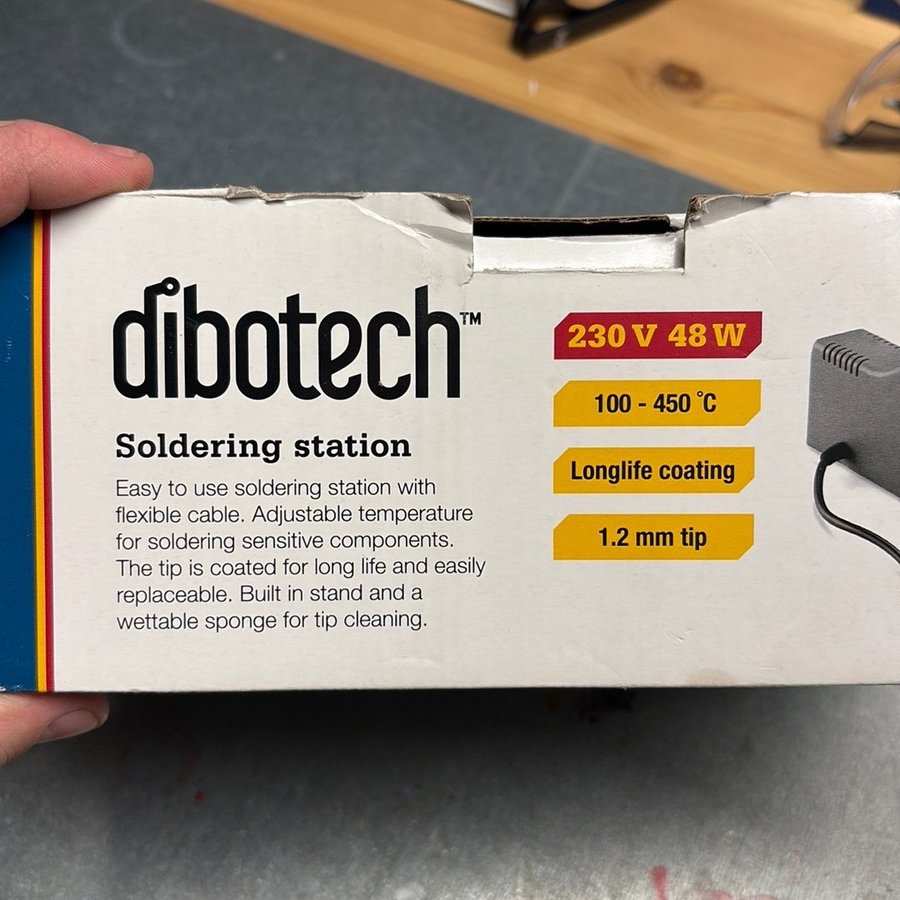 dibotech™
Soldering station
Easy to use soldering station with
flexible cable. Adjustable temperature
for soldering sensitive components.
The tip is coated for long life and easily
replaceable. Built in stand and a
wettable sponge for tip cleaning.
230 V 48 W
100 - 450 °C
Longlife coating
1.2 mm tip